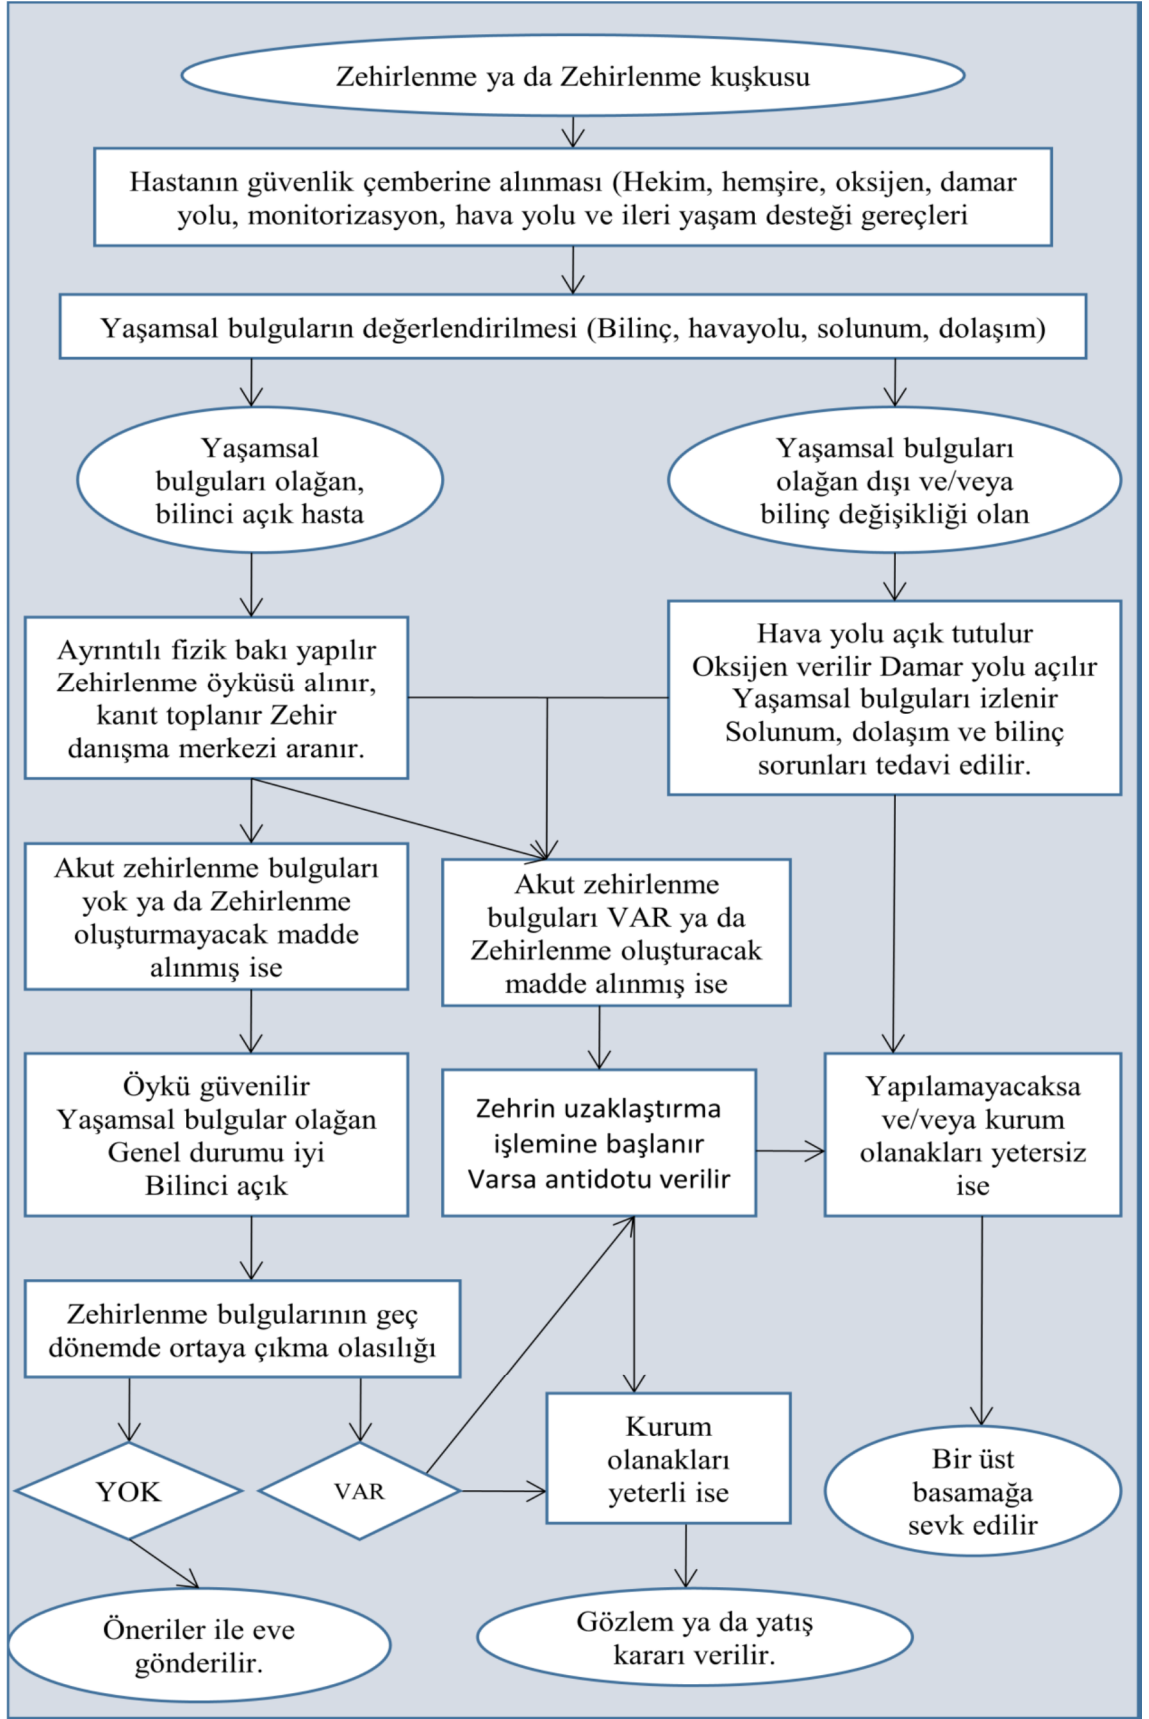 Zehirlenme ya da Zehirlenme kuşkusu
Hastanın güvenlik çemberine alınması (Hekim, hemşire, oksijen, damar
yolu, monitorizasyon, hava yolu ve ileri yaşam desteği gereçleri
Yaşamsal bulguların değerlendirilmesi (Bilinç, havayolu, solunum, dolaşım)
Yaşamsal
bulguları olağan,
bilinci açık hasta
Yaşamsal bulguları
olağan dışı ve/veya
bilinç değişikliği olan
Ayrıntılı fizik bakı yapılır
Zehirlenme öyküsü alınır,
kanıt toplanır Zehir
danışma merkezi aranır.
Hava yolu açık tutulur
Oksijen verilir Damar yolu açılır
Yaşamsal bulguları izlenir
Solunum, dolaşım ve bilinç
sorunları tedavi edilir.
Akut zehirlenme bulguları
yok ya da Zehirlenme
oluşturmayacak madde
alınmış ise
Akut zehirlenme
bulguları VAR ya da
Zehirlenme oluşturacak
madde alınmış ise
Öykü güvenilir
Yaşamsal bulgular olağan
Genel durumu iyi
Bilinci açık
Zehrin uzaklaştırma
işlemine başlanır
Varsa antidotu verilir
Yapılamayacaksa
ve/veya kurum
olanakları yetersiz
ise
Zehirlenme bulgularının geç
dönemde ortaya çıkma olasılığı
YOK
VAR
Kurum
olanakları
yeterli ise
Bir üst
basamağa
sevk edilir
Öneriler ile eve
gönderilir.
Gözlem ya da yatış
kararı verilir.